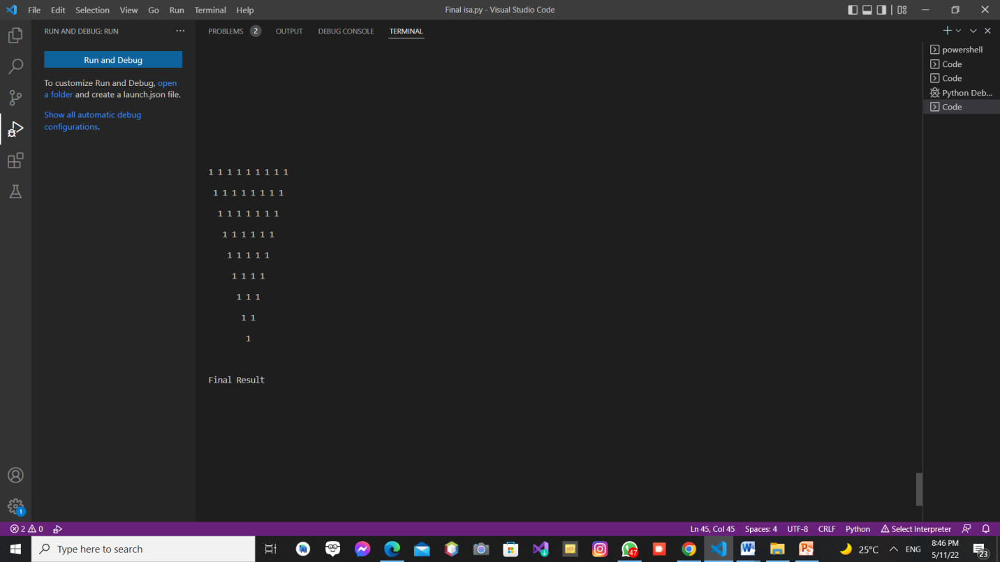 File Edit Selection View Go Run Terminal Help
Final isa.py - Visual Studio Code
RUN AND DEBUG: RUN
Run and Debug
To customize Run and Debug, open
a folder and create a launch.json file.
Show all automatic debug
configurations.
PROBLEMS 2 OUTPUT DEBUG CONSOLE TERMINAL
1 1 1 1 1 1 1 1 1
1 1 1 1 1 1 1 1
1 1 1 1 1 1 1
1 1 1 1 1 1
1 1 1 1 1
1 1 1 1
1 1 1
1 1
1
Final Result
powershell
Code
Code
Python Deb...
Code
1
2 0
Ln 45, Col 45 Spaces: 4 UTF-8 CRLF Python Select Interpreter
Type here to search
47
25°C
ENG
8:46 PM
5/11/22
23